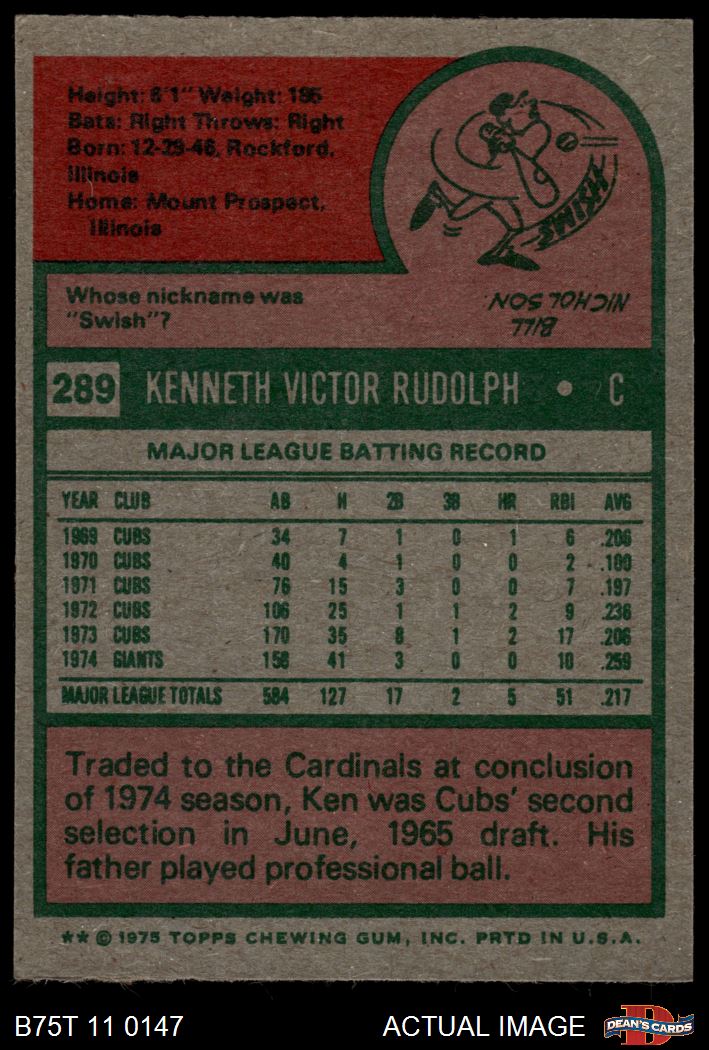 Height: 6'1" Weight: 185
Bats: Right Throws: Right
Born: 12-29-46, Rockford,
Illinois
Home: Mount Prospect,
Illinois
SWISH
Whose nickname was
"Swish"?
BILL
NICHOLSON.
289 KENNETH VICTOR RUDOLPH • C
MAJOR LEAGUE BATTING RECORD
YEAR CLUB AB H 2B 3B HR RBI AVG
1969 CUBS 34 7 1 0 1 6 .206
1970 CUBS 40 4 1 0 0 2 .100
1971 CUBS 76 15 3 0 0 7 .197
1972 CUBS 106 25 1 1 2 9 .236
1973 CUBS 170 35 8 1 2 17 .206
1974 GIANTS 158 41 3 0 0 10 .259
MAJOR LEAGUE TOTALS 584 127 17 2 5 51 .217
Traded to the Cardinals at conclusion
of 1974 season, Ken was Cubs' second
selection in June, 1965 draft. His
father played professional ball.
** © 1975 TOPPS CHEWING GUM, INC. PRTD IN U.S.A.
B75T 11 0147 ACTUAL IMAGE DEAN'S CARDS